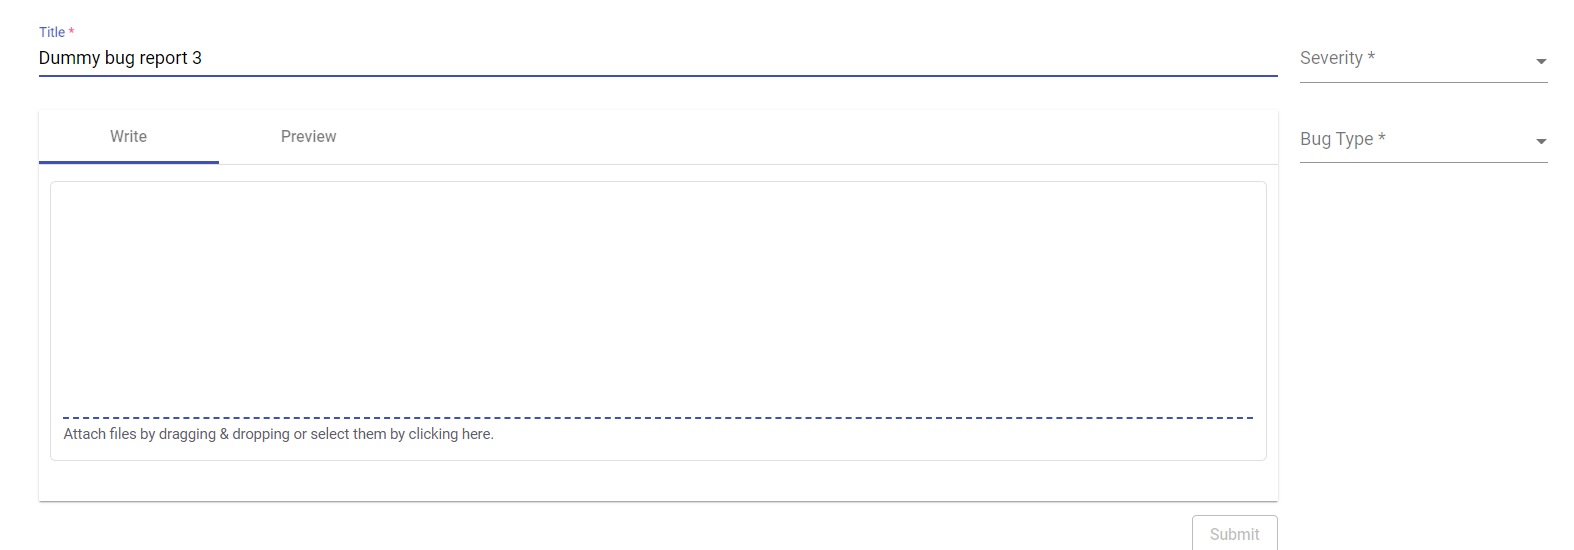 Title *
Dummy bug report 3
Severity *
Write
Preview
Bug Type *
Attach files by dragging & dropping or select them by clicking here.
Submit